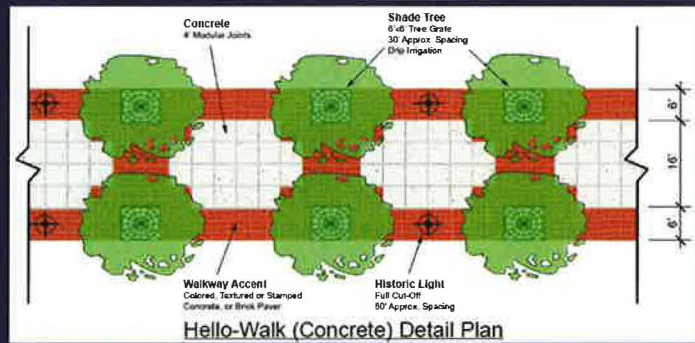 Concrete
4' Modular Joints
Shade Tree
6'x6' Tree Grate
30' Approx. Spacing
Drip Irrigation
6'
16'
6'
Walkway Accent
Colored, Textured or Stamped
Concrete, or Brick Paver
Historic Light
Full Cut-Off
60' Approx. Spacing
Hello-Walk (Concrete) Detail Plan